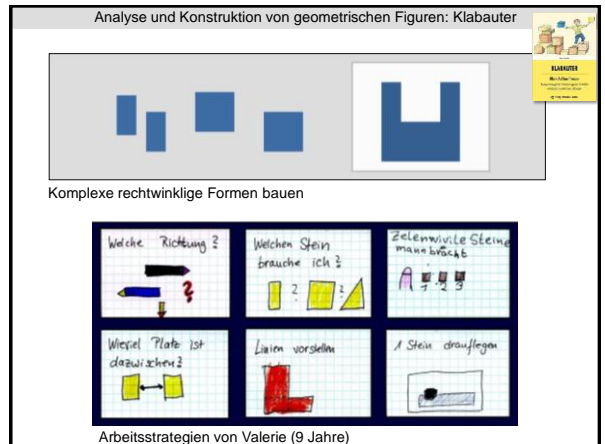 Analyse und Konstruktion von geometrischen Figuren: Klabauter
KLABAUTER
Komplexe rechtwinklige Formen bauen
Welche Richtung ?
?
Welchen Stein
brauche ich ?
? ?
Zelenwivile Steine
mann bracht
1 2 3
Wieviel Platz ist
dazwischen ?
Linien vorstellen
1 Stein drauflegen
Arbeitsstrategien von Valerie (9 Jahre)